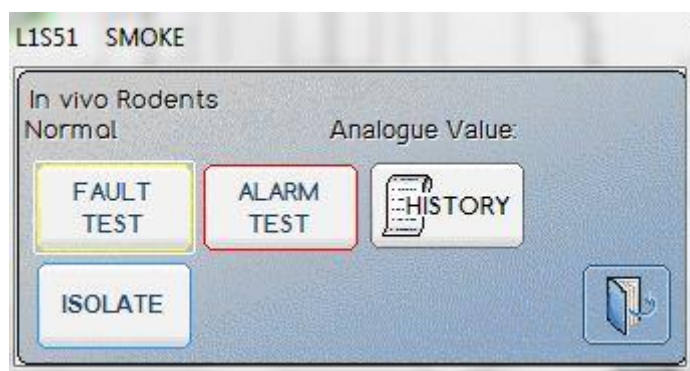 L1S51 SMOKE
In vivo Rodents
Normal Analogue Value:
FAULT
TEST
ALARM
TEST
HISTORY
ISOLATE